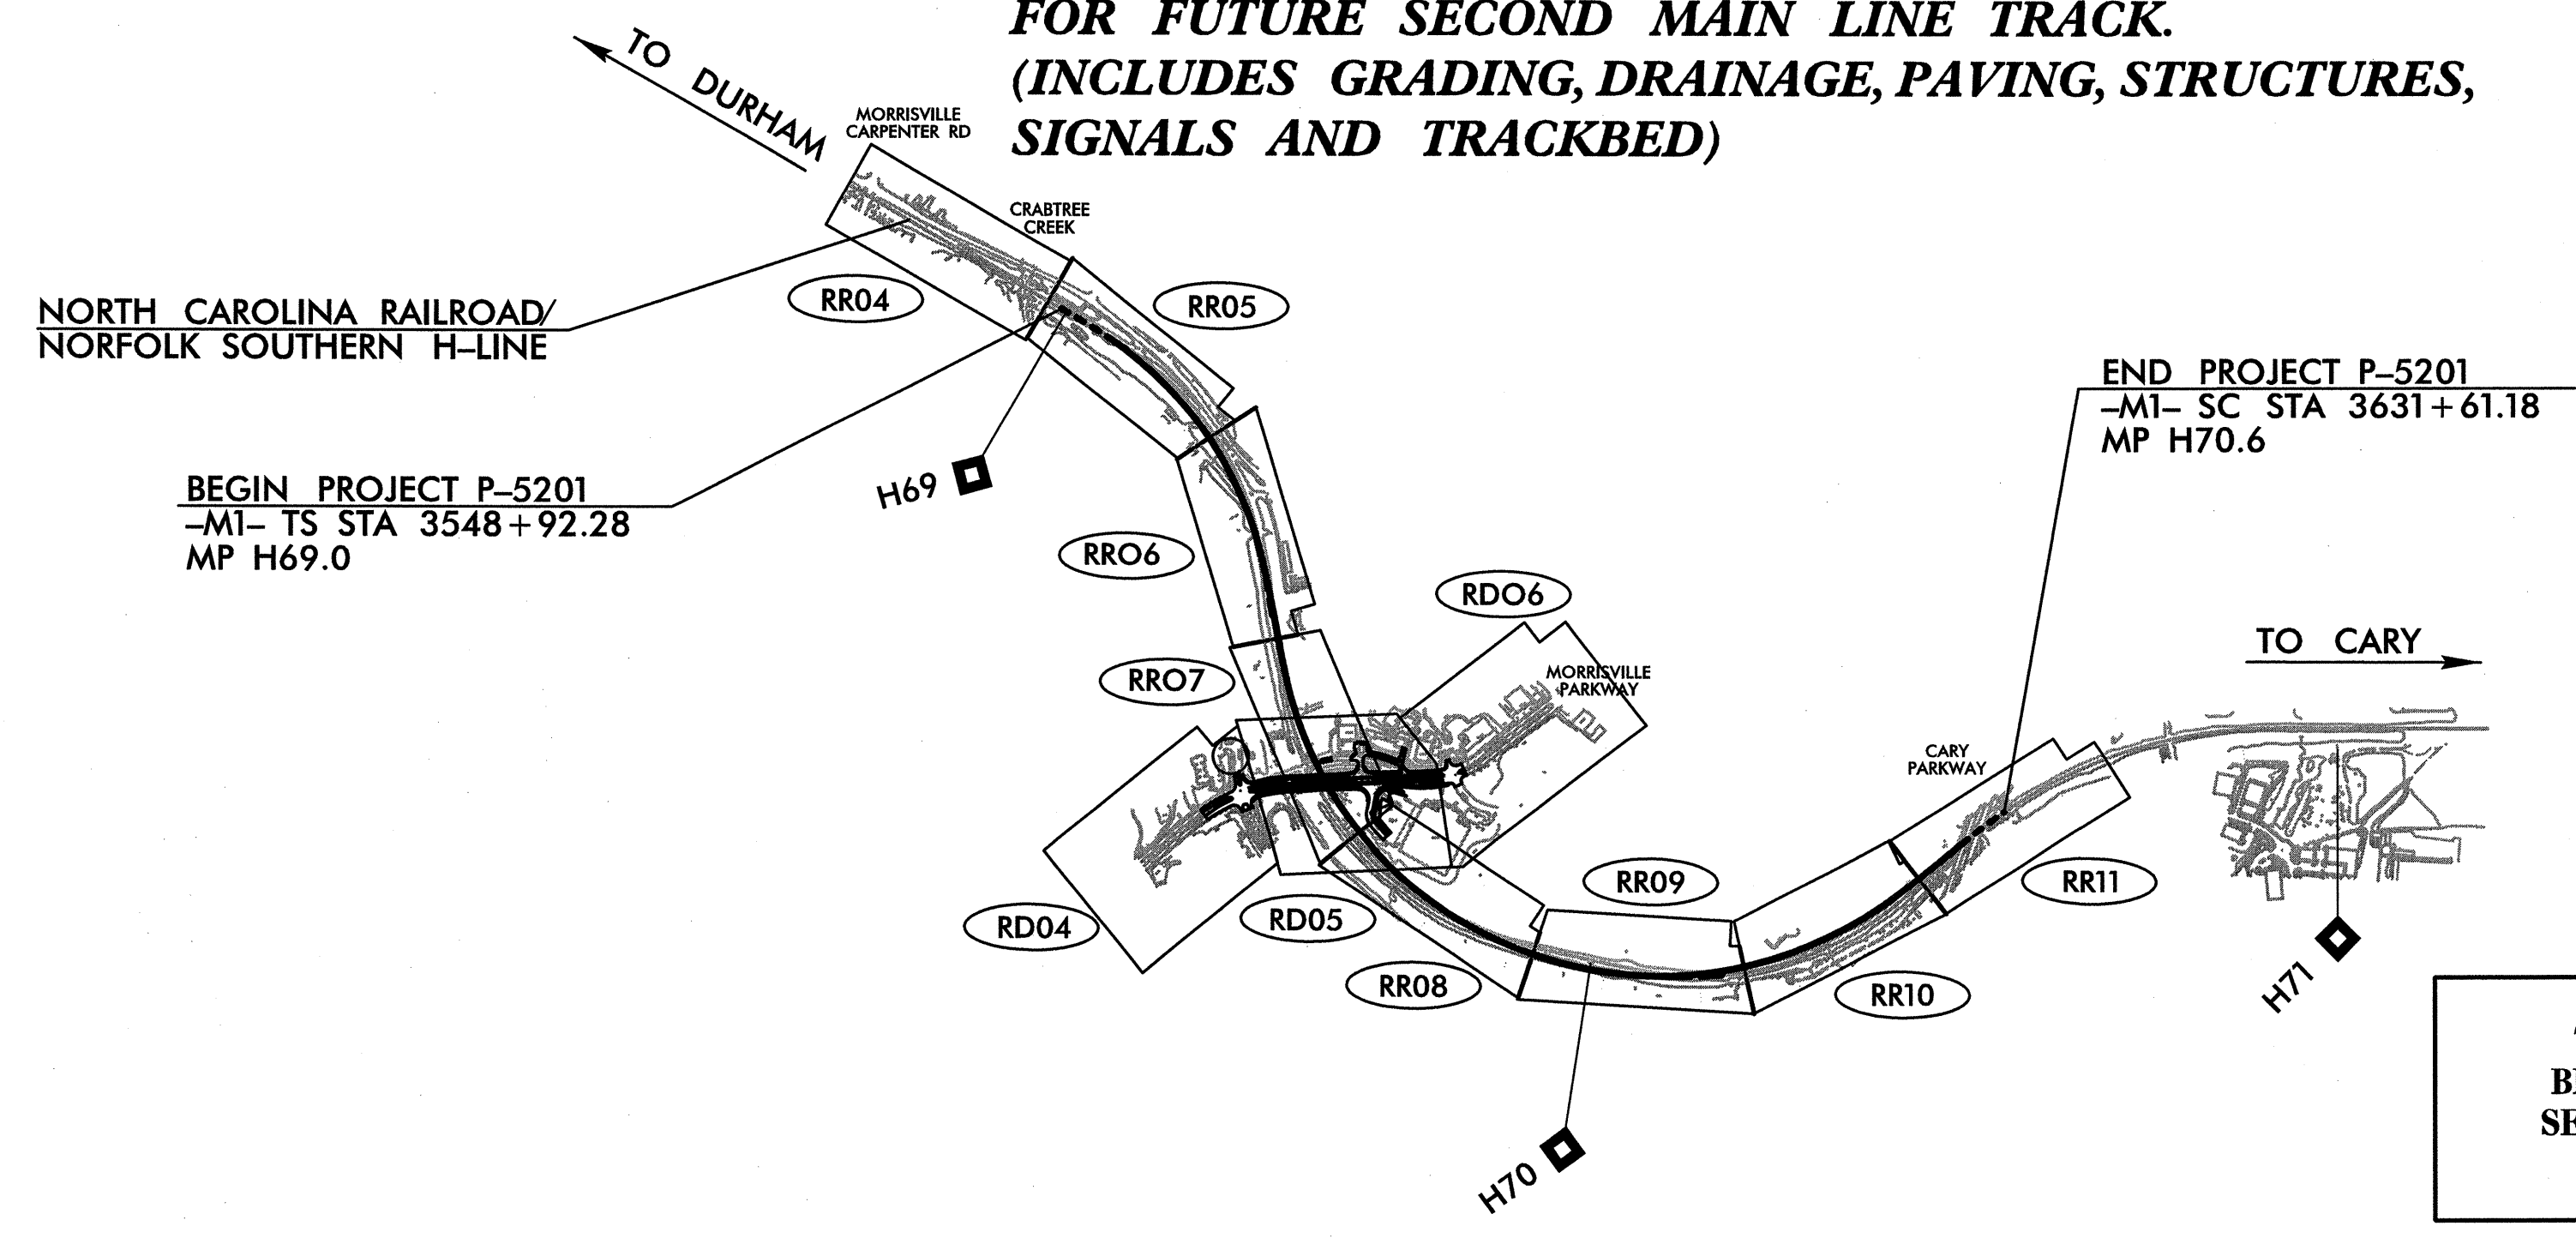 FOR FUTURE SECOND MAIN LINE TRACK.
(INCLUDES GRADING, DRAINAGE, PAVING, STRUCTURES,
SIGNALS AND TRACKBED)
TO DURHAM
MORRISVILLE
CARPENTER RD
CRABTREE
CREEK
RR04
RR05
NORTH CAROLINA RAILROAD/
NORFOLK SOUTHERN H-LINE
END PROJECT P-5201
-M1- SC STA 3631+61.18
MP H70.6
BEGIN PROJECT P-5201
-M1- TS STA 3548+92.28
MP H69.0
H69
RRO6
RDO6
TO CARY
RRO7
MORRISVILLE
PARKWAY
CARY
PARKWAY
RR09
RR11
RD04
RD05
RR08
RR10
H71
H70